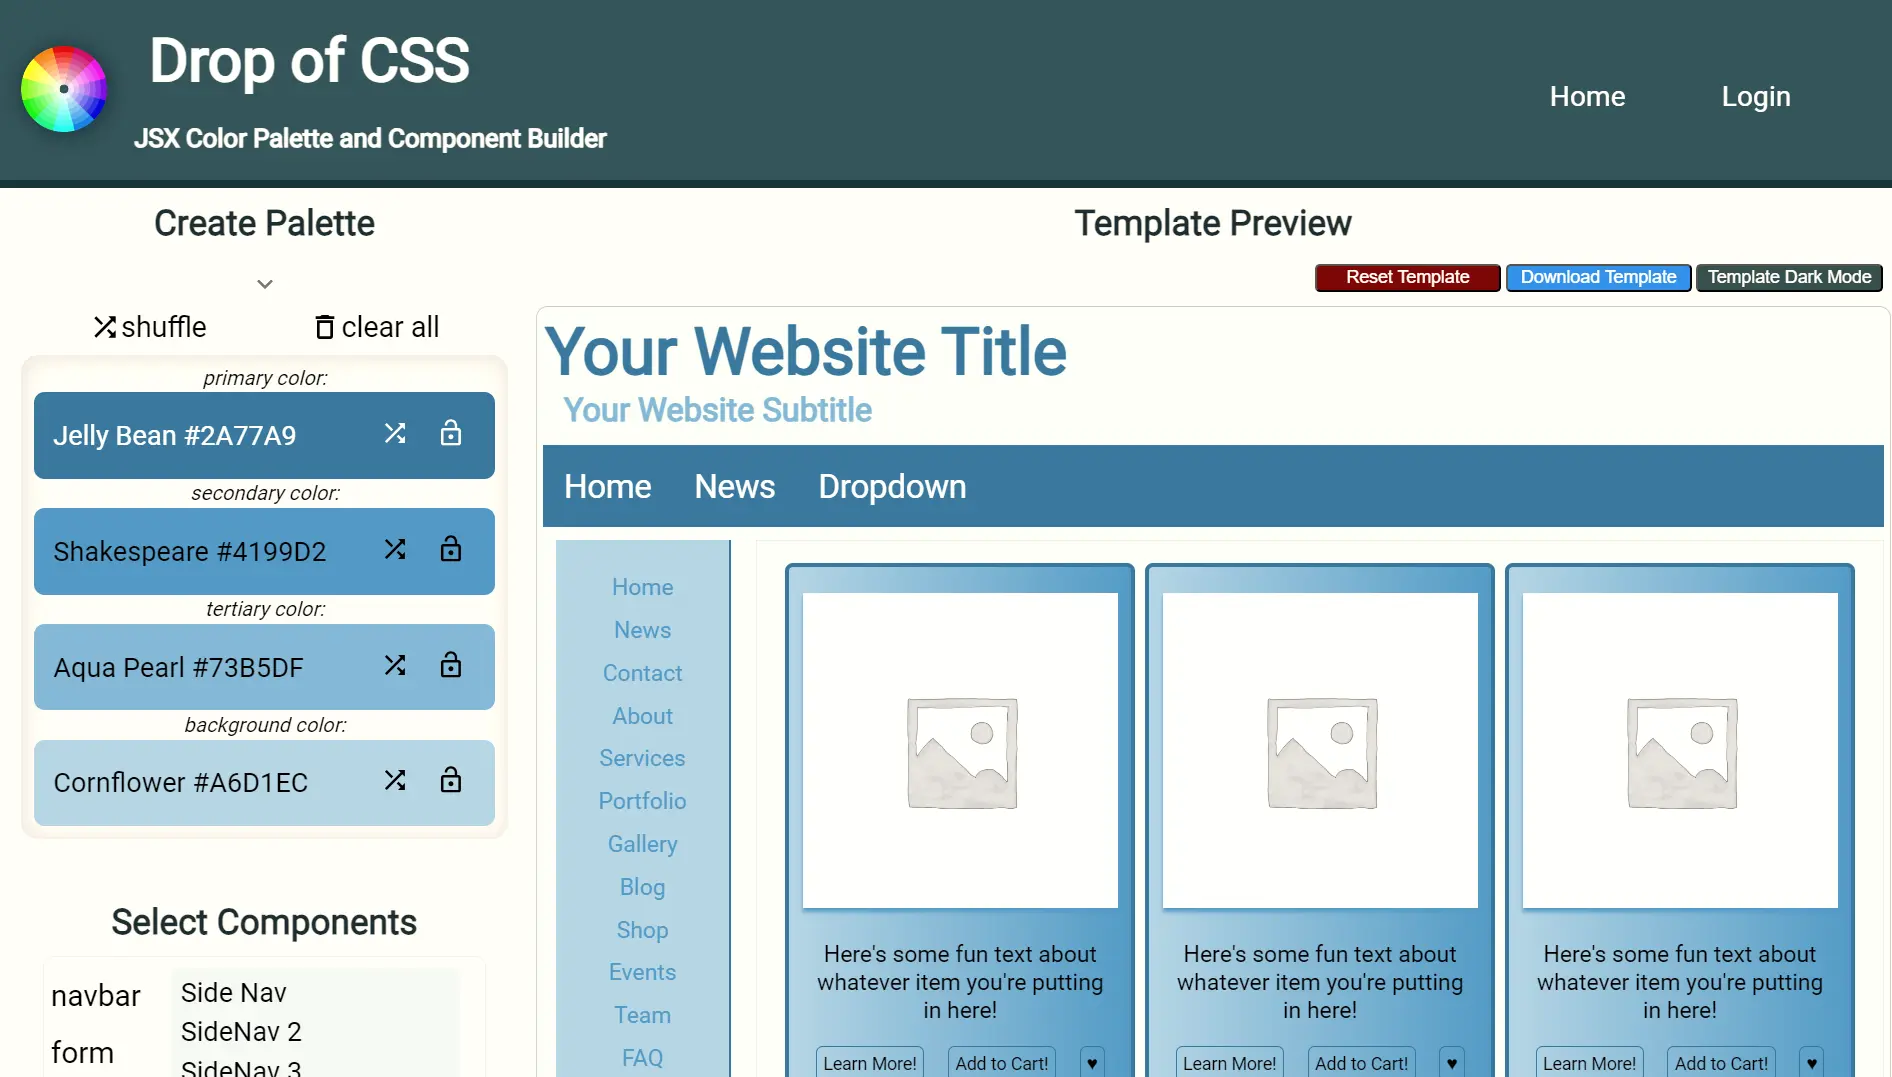 Drop of CSS
JSX Color Palette and Component Builder
Home
Login
Create Palette
shuffle
clear all
primary color:
Jelly Bean #2A77A9
secondary color:
Shakespeare #4199D2
tertiary color:
Aqua Pearl #73B5DF
background color:
Cornflower #A6D1EC
Select Components
navbar
form
Side Nav
SideNav 2
SideNav 3
Template Preview
Reset Template
Download Template
Template Dark Mode
Your Website Title
Your Website Subtitle
Home
News
Dropdown
Home
News
Contact
About
Services
Portfolio
Gallery
Blog
Shop
Events
Team
FAQ
Here's some fun text about
whatever item you're putting
in here!
Learn More!
Add to Cart!
♥
Here's some fun text about
whatever item you're putting
in here!
Learn More!
Add to Cart!
♥
Here's some fun text about
whatever item you're putting
in here!
Learn More!
Add to Cart!
♥